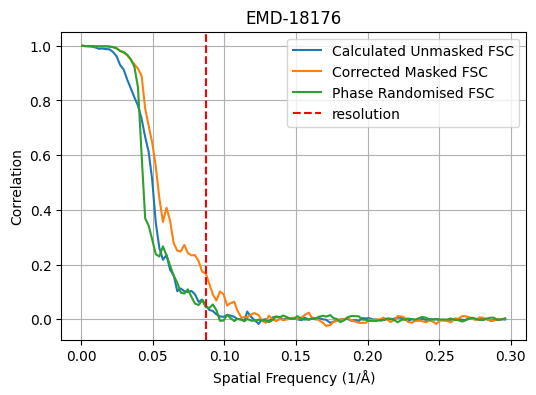 EMD-18176
Calculated Unmasked FSC
Corrected Masked FSC
Phase Randomised FSC
resolution
Correlation
1.0
0.8
0.6
0.4
0.2
0.0
0.00 0.05 0.10 0.15 0.20 0.25 0.30
Spatial Frequency (1/Å)